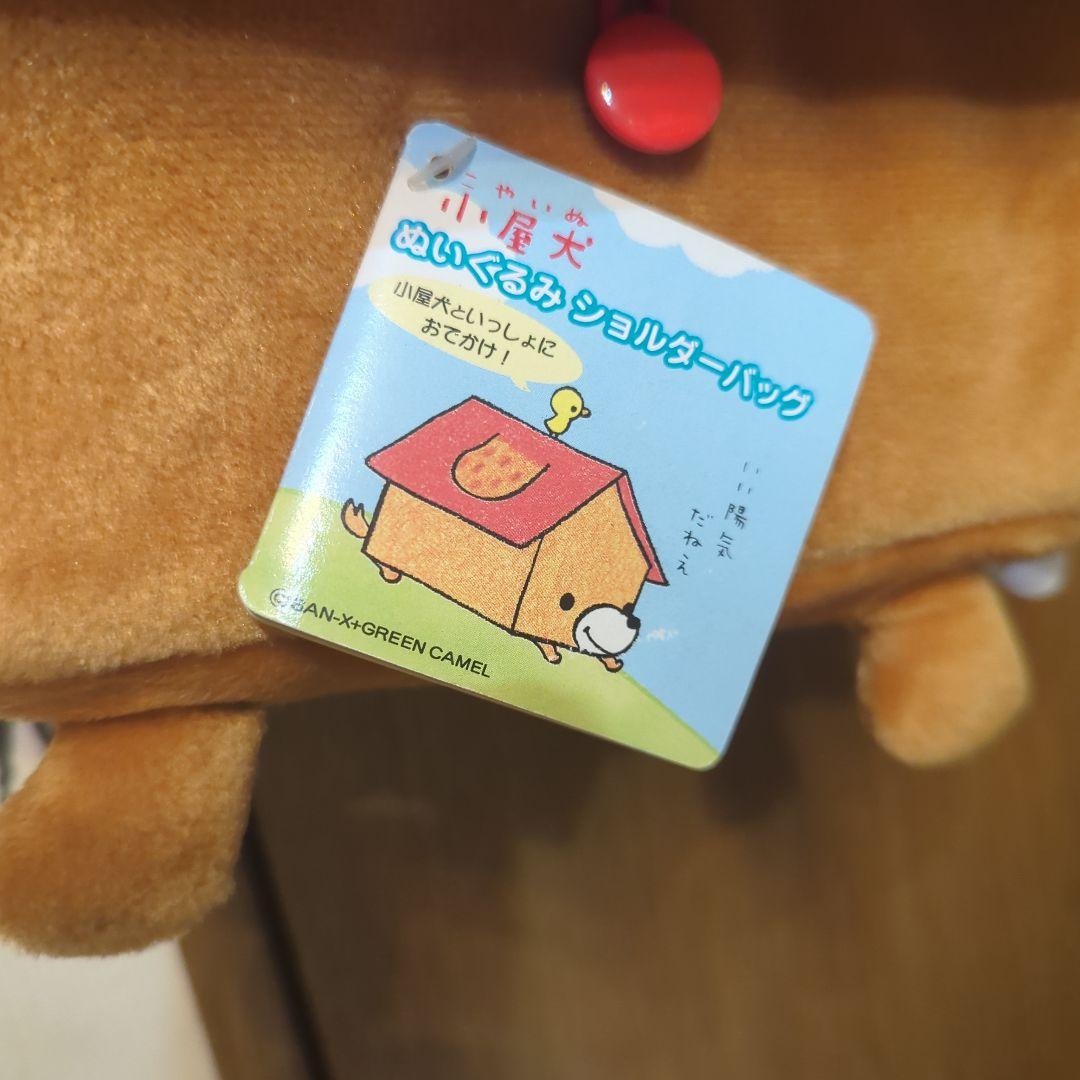 こやいぬ
小屋犬
ぬいぐるみ ショルダーバッグ
小屋犬といっしょに
おでかけ!
いい陽気
だねぇ
©BAN-X+GREEN CAMEL